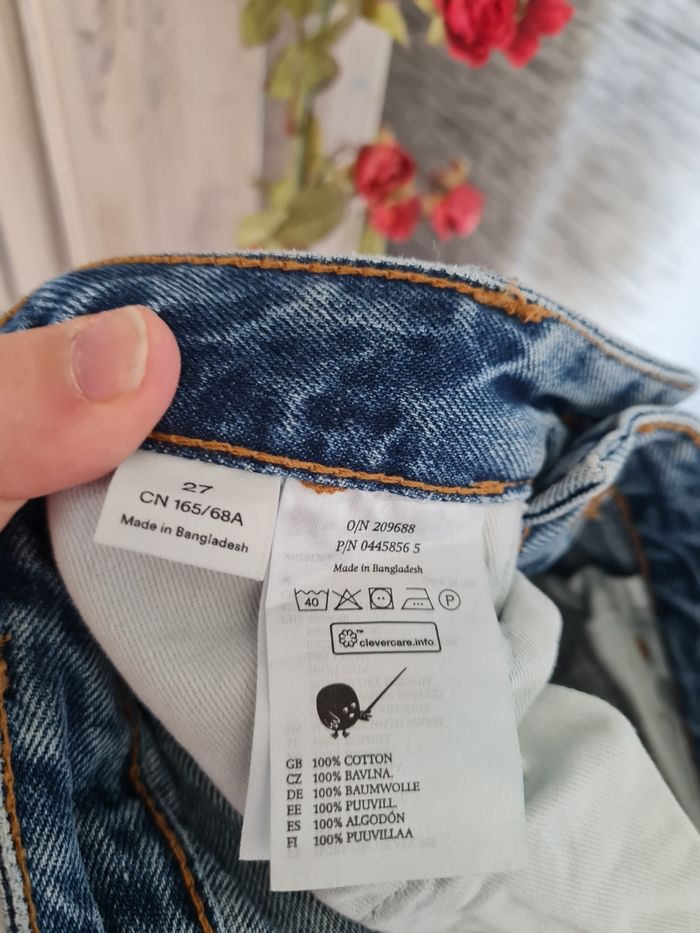 27
CN 165/68A
Made in Bangladesh
O/N 209688
P/N 0445856 5
Made in Bangladesh
40
P
clevercare.info
GB 100% COTTON
CZ 100% BAVLNA.
DE 100% BAUMWOLLE
EE 100% PUUVILL.
ES 100% ALGODÓN
FI 100% PUUVILLAA